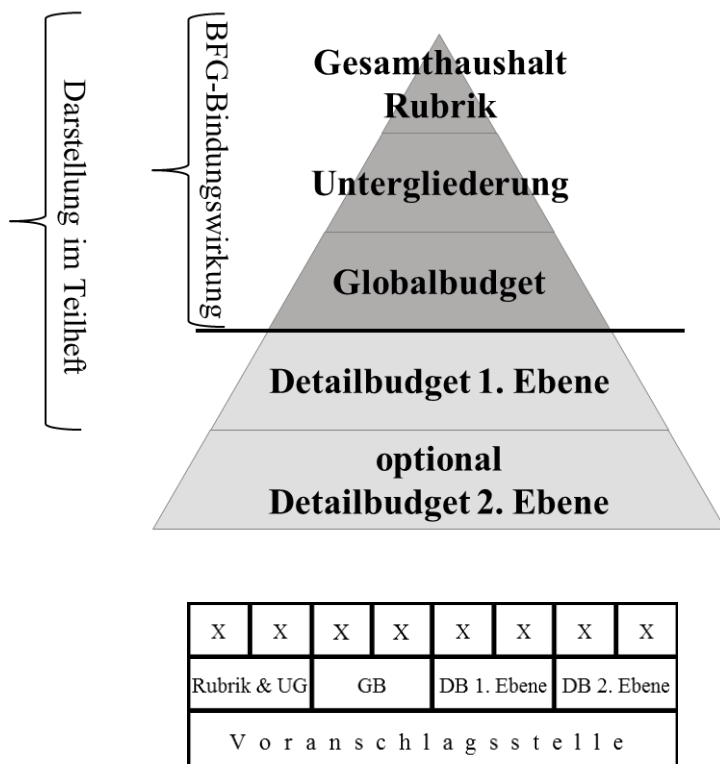 Darstellung im Teilheft
BFG-Bindungswirkung
Gesamthaushalt
Rubrik
Untergliederung
Globalbudget
Detailbudget 1. Ebene
optional
Detailbudget 2. Ebene
X X X X X X X X
Rubrik & UG GB DB 1. Ebene DB 2. Ebene
Voranschlagsstelle